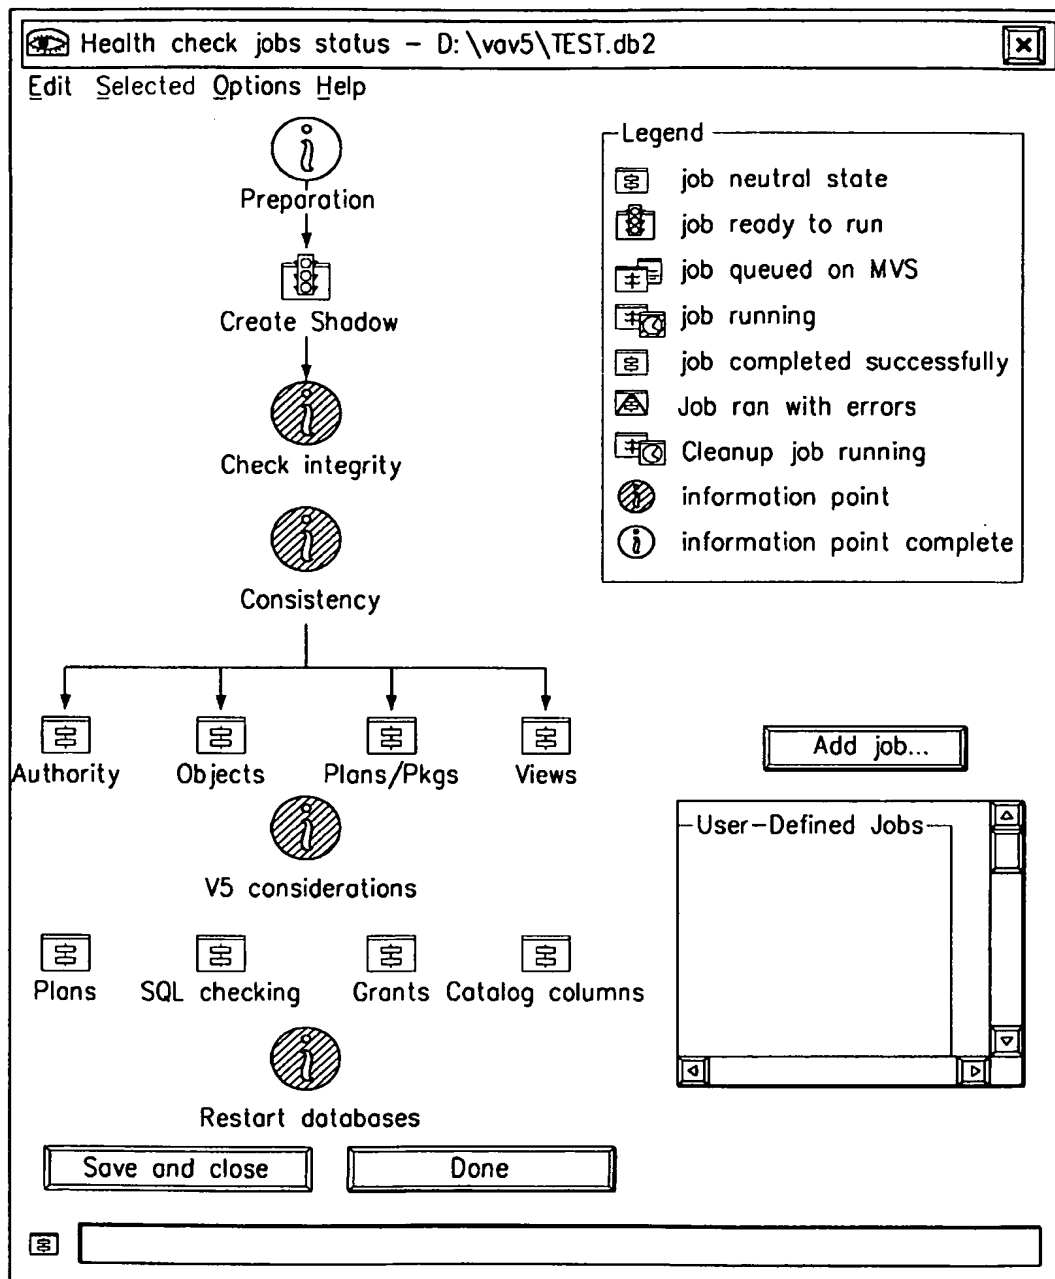 Health check jobs status – D:\vav5\TEST.db2
Edit Selected Options Help
Preparation
Create Shadow
Check integrity
Consistency
Legend
job neutral state
job ready to run
job queued on MVS
job running
job completed successfully
Job ran with errors
Cleanup job running
information point
information point complete
Authority Objects Plans/Pkgs Views
Add job...
V5 considerations
User-Defined Jobs
Plans SQL checking Grants Catalog columns
Restart databases
Save and close Done